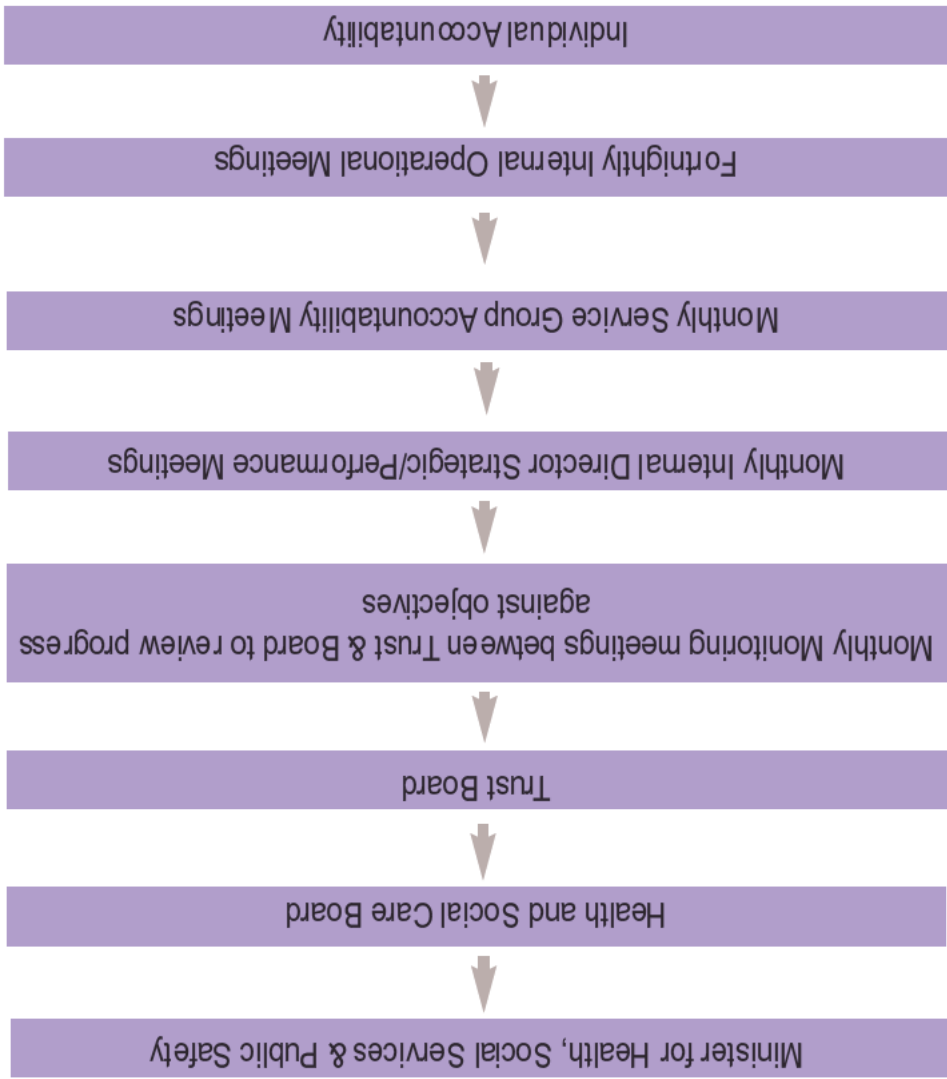 Minister for Health, Social Services & Public Safety
Health and Social Care Board
Trust Board
Monthly Monitoring meetings between Trust & Board to review progress
against objectives
Monthly Internal Director Strategic/Performance Meetings
Monthly Service Group Accountability Meetings
Fortnightly Internal Operational Meetings
Individual Accountability